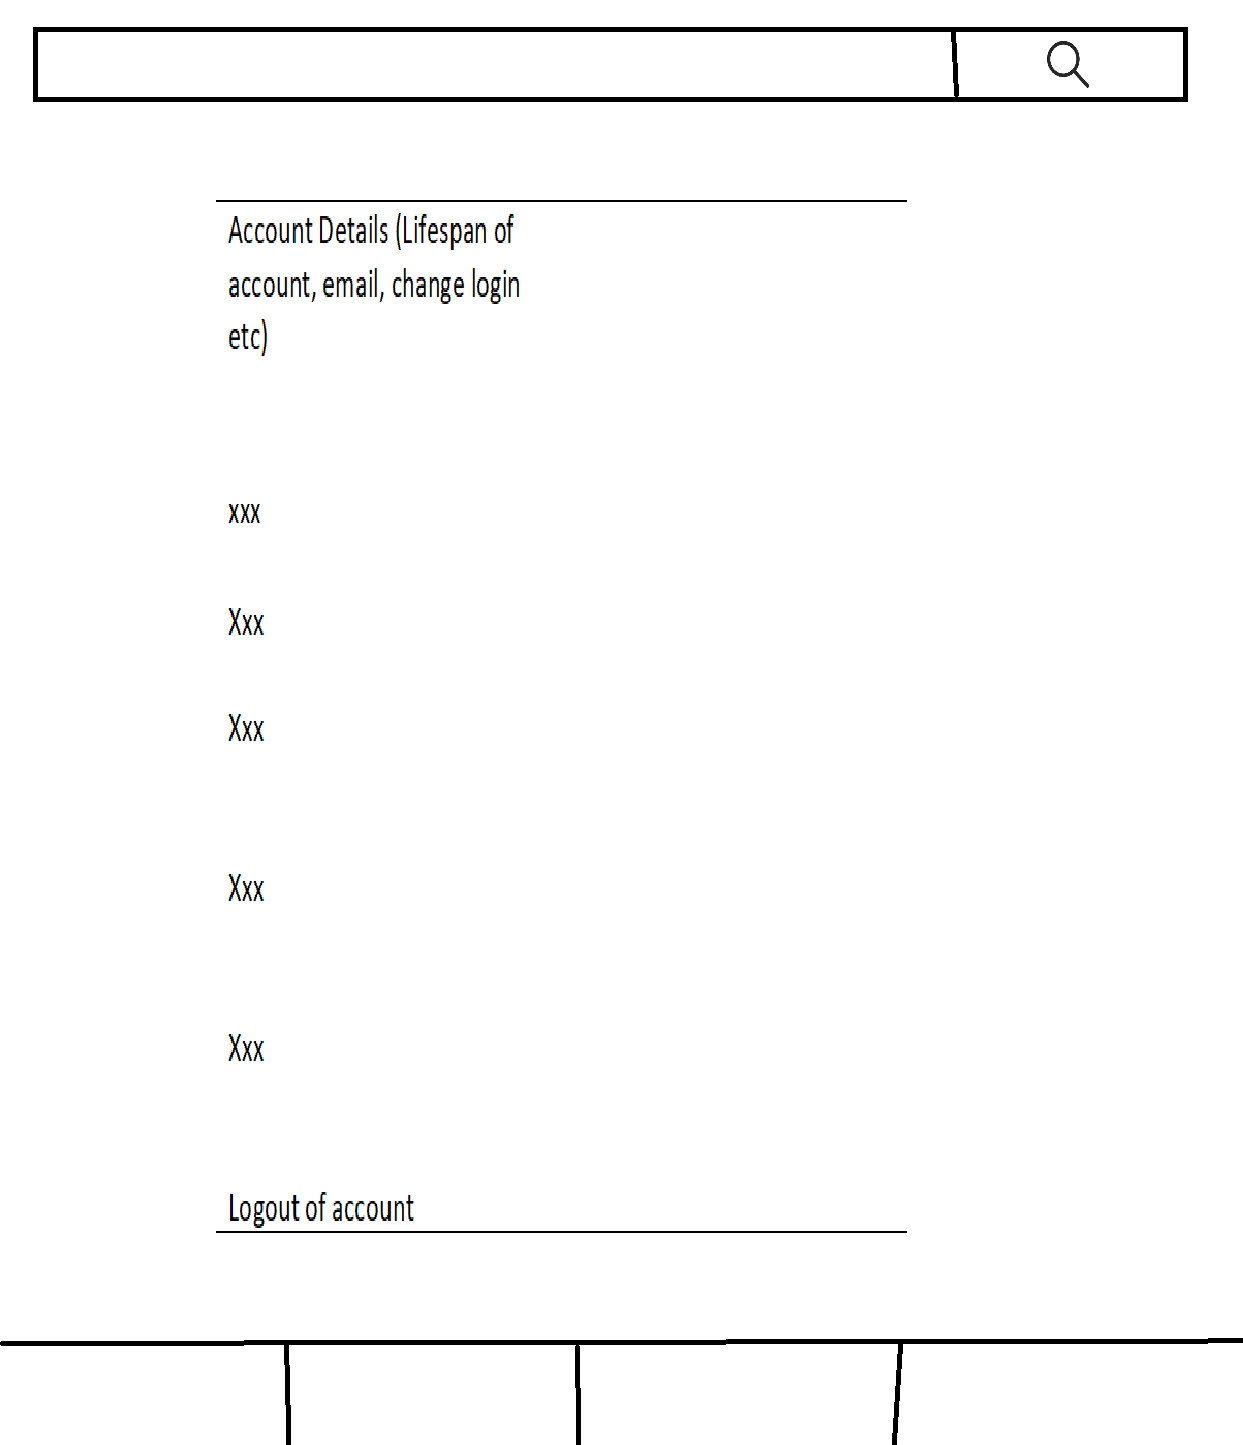 Account Details (Lifespan of
account, email, change login
etc)
xxx
Xxx
Xxx
Xxx
Xxx
Logout of account